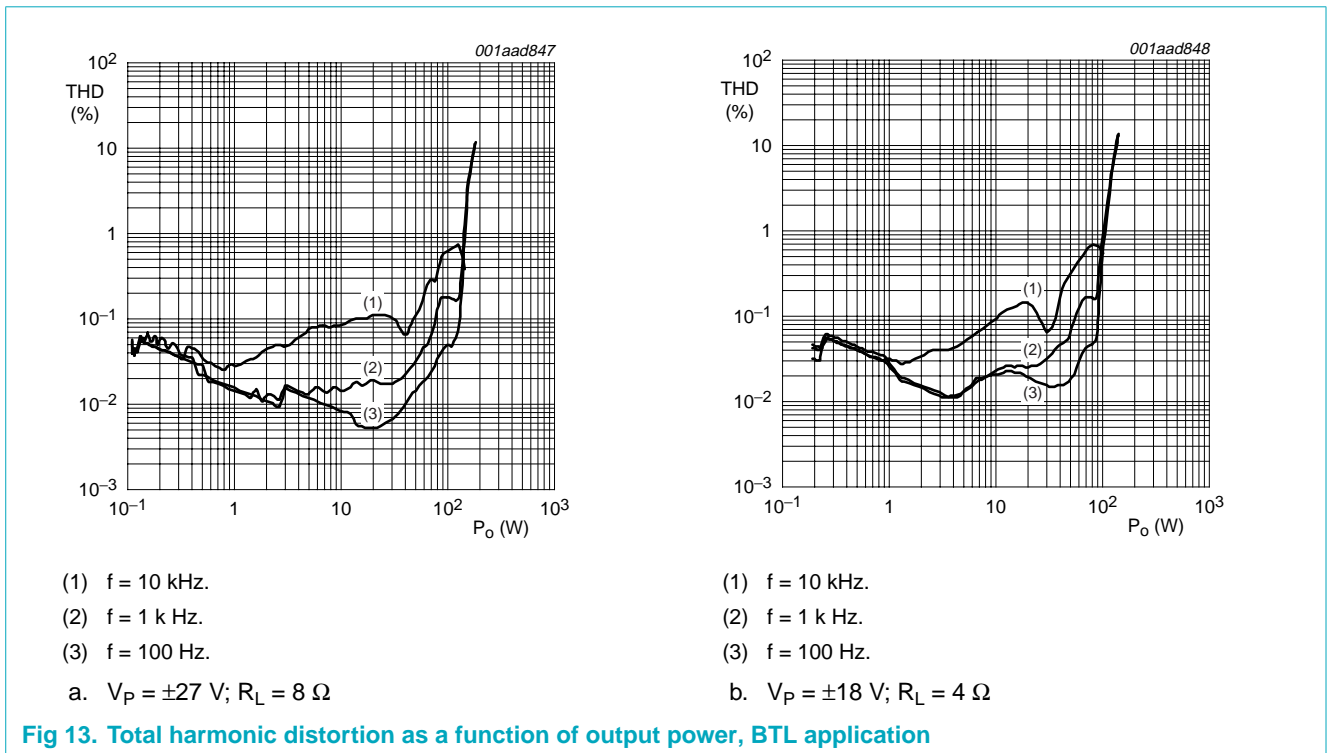 001aad847
10²
THD
(%)
10
1
10⁻¹
10⁻²
10⁻³
(1)
(2)
(3)
10⁻¹ 1 10 10² 10³
Pₒ (W)
(1) f = 10 kHz.
(2) f = 1 k Hz.
(3) f = 100 Hz.
a. V_P = ±27 V; R_L = 8 Ω
001aad848
10²
THD
(%)
10
1
10⁻¹
10⁻²
10⁻³
(1)
(2)
(3)
10⁻¹ 1 10 10² 10³
Pₒ (W)
(1) f = 10 kHz.
(2) f = 1 k Hz.
(3) f = 100 Hz.
b. V_P = ±18 V; R_L = 4 Ω
Fig 13. Total harmonic distortion as a function of output power, BTL application